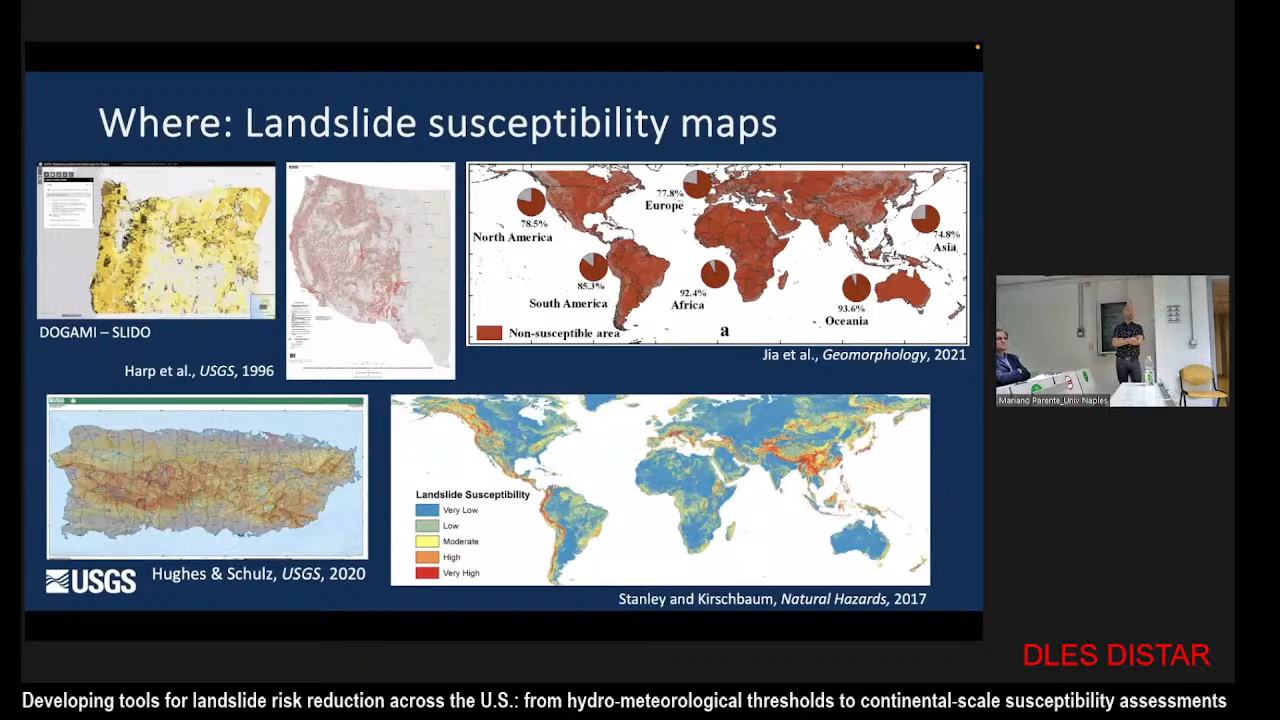 Where: Landslide susceptibility maps
DOGAMI – SLIDO
Harp et al., USGS, 1996
77.8%
Europe
78.5%
North America
74.8%
Asia
85.3%
South America
92.4%
Africa
93.6%
Oceania
Non-susceptible area
a
Jia et al., Geomorphology, 2021
USGS
Hughes & Schulz, USGS, 2020
Landslide Susceptibility
Very Low
Low
Moderate
High
Very High
Stanley and Kirschbaum, Natural Hazards, 2017
Mariano Parente_Univ Naples
DLES DISTAR
Developing tools for landslide risk reduction across the U.S.: from hydro-meteorological thresholds to continental-scale susceptibility assessments